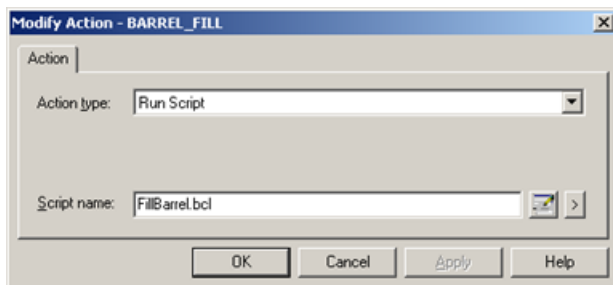 Modify Action - BARREL_FILL
Action
Action type: Run Script
Script name: FillBarrel.bcl >
OK Cancel Apply Help